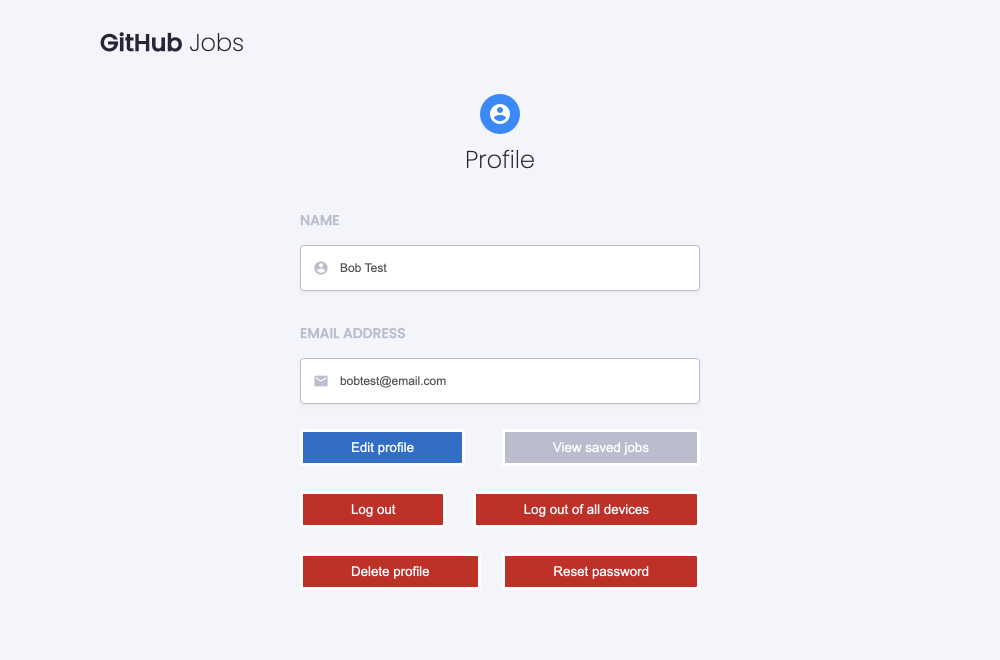 GitHub Jobs
Profile
NAME
Bob Test
EMAIL ADDRESS
bobtest@email.com
Edit profile
View saved jobs
Log out
Log out of all devices
Delete profile
Reset password